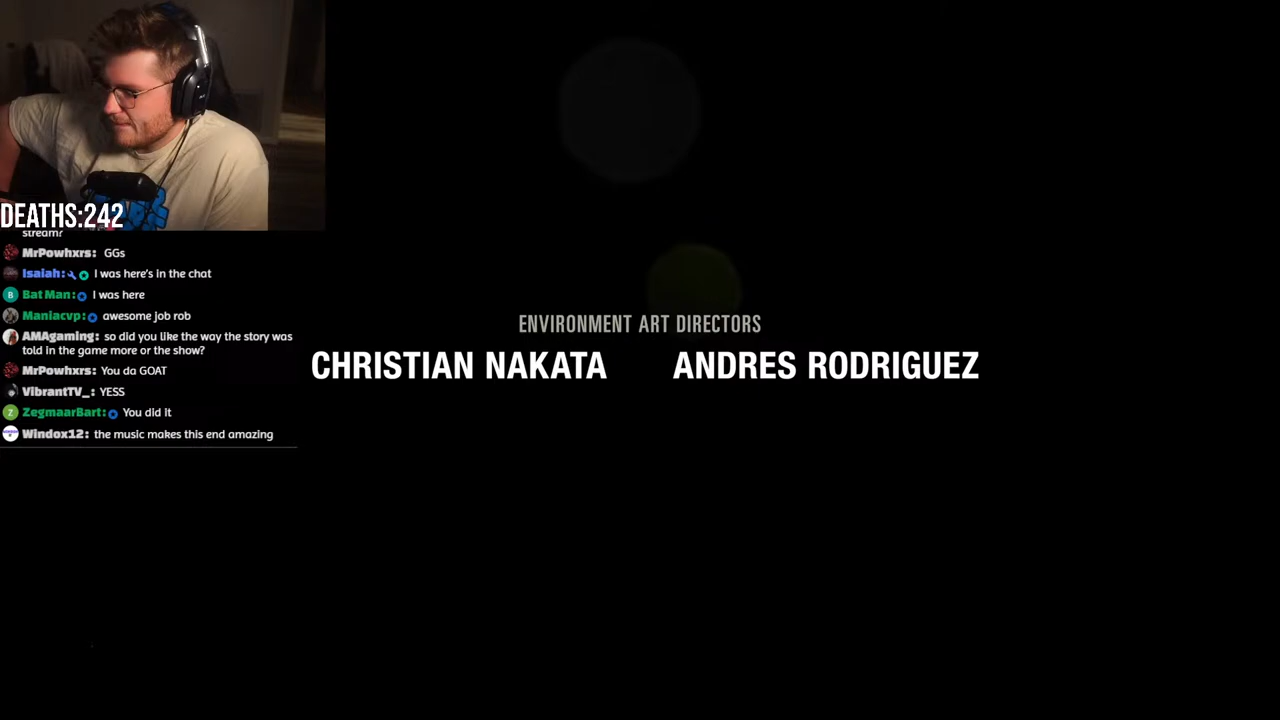 DEATHS:242
stream?
MrPowhxrs: GGs
Isaiah: I was here's in the chat
Bat Man: I was here
Maniacvp: awesome job rob
AMAgaming: so did you like the way the story was
told in the game more or the show?
MrPowhxrs: You da GOAT
VibrantTV_: YESS
ZegmaarBart: You did it
Windox12: the music makes this end amazing
ENVIRONMENT ART DIRECTORS
CHRISTIAN NAKATA ANDRES RODRIGUEZ